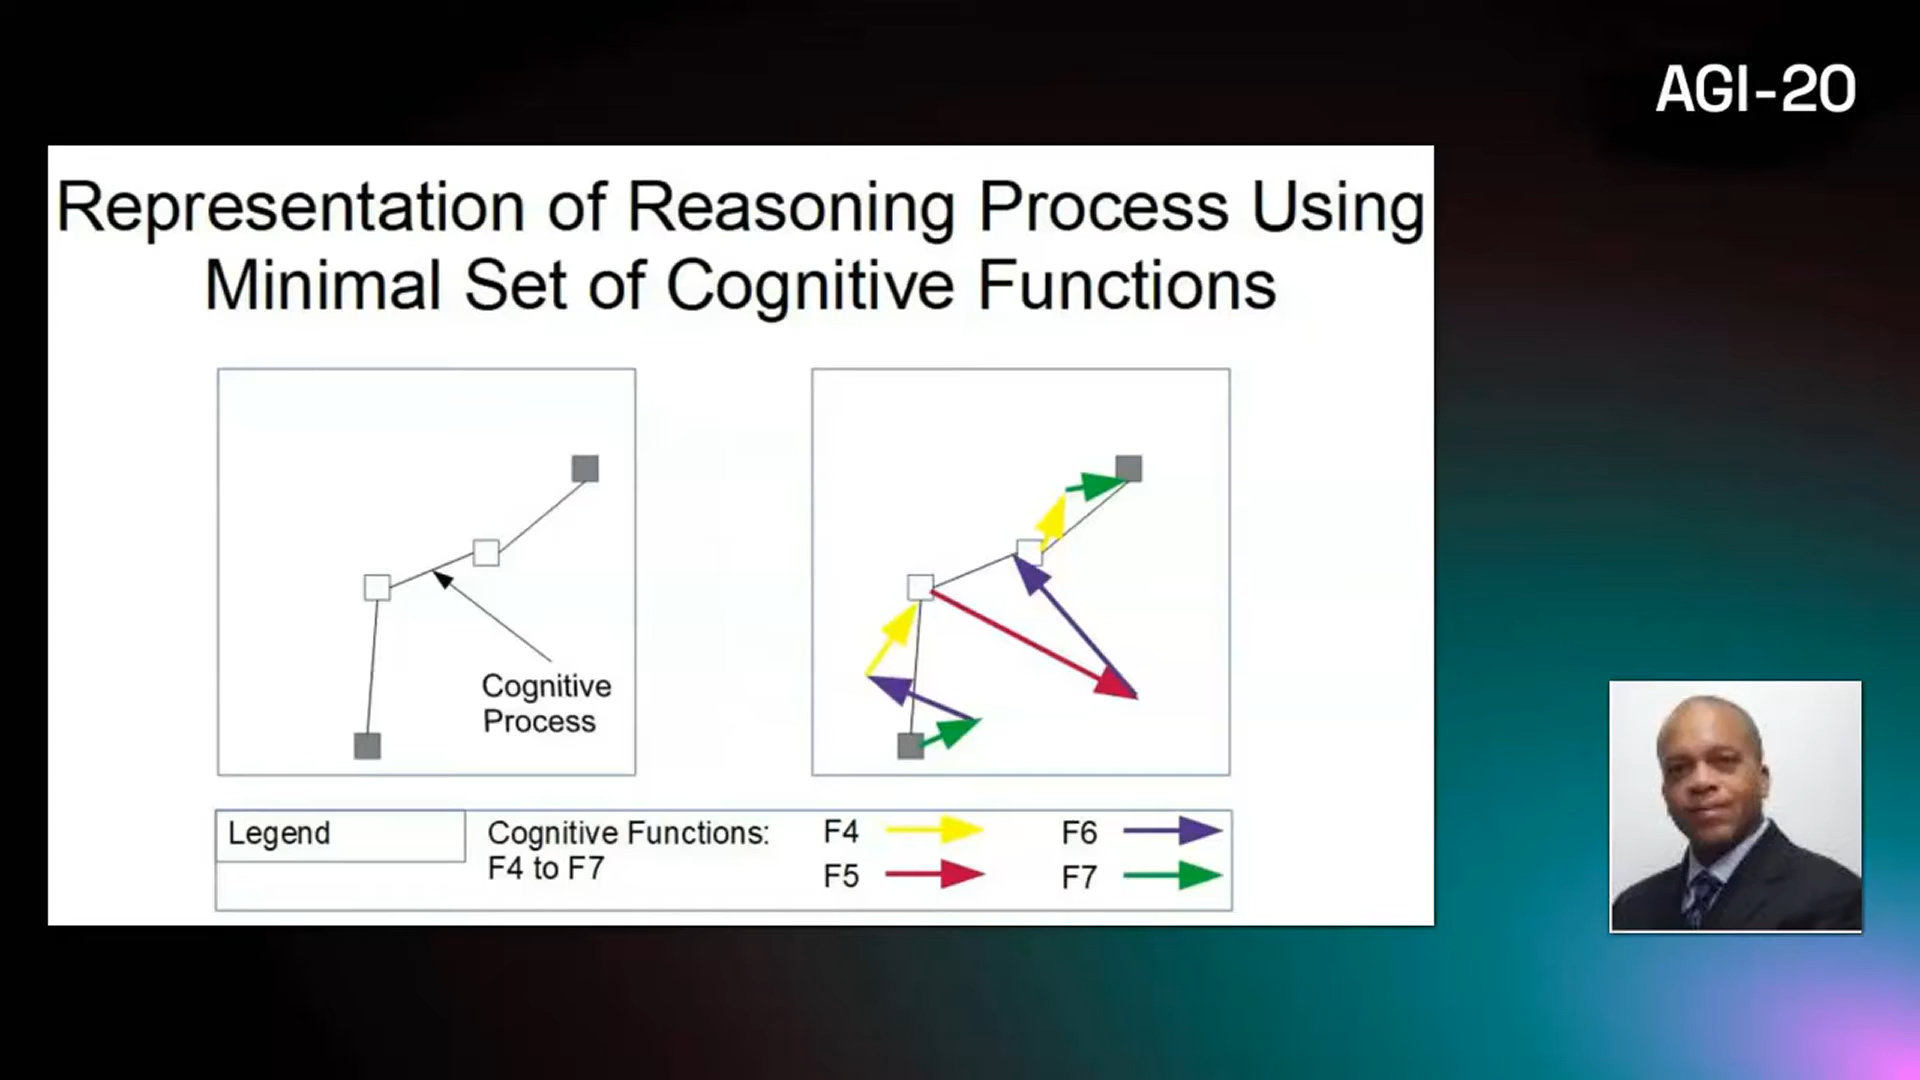 AGI-20
Representation of Reasoning Process Using
Minimal Set of Cognitive Functions
Cognitive
Process
Legend
Cognitive Functions:
F4 to F7
F4
F6
F5
F7